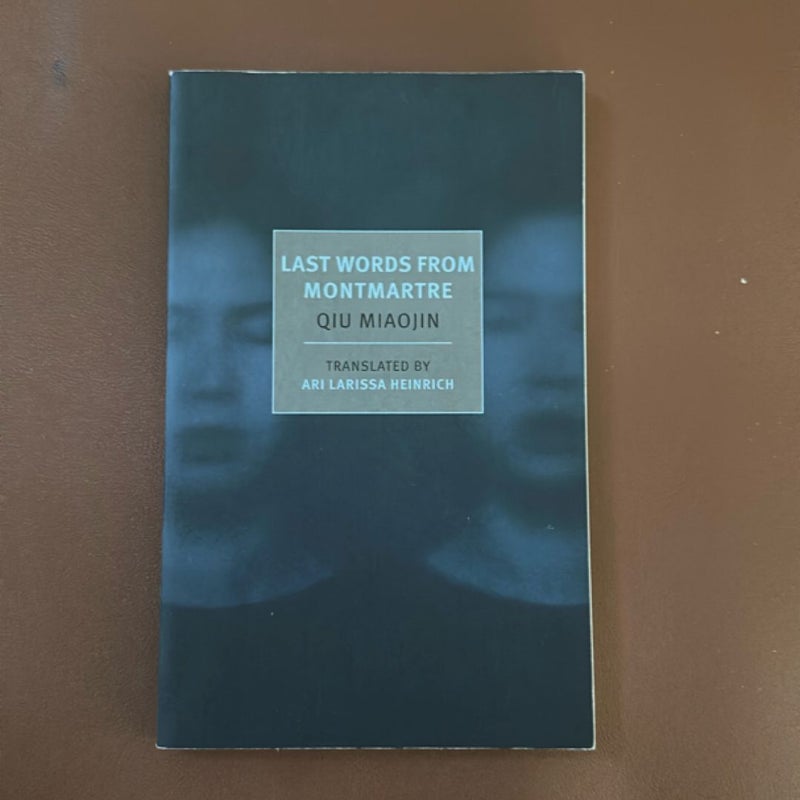 LAST WORDS FROM
MONTMARTRE
QIU MIAOJIN
TRANSLATED BY
ARI LARISSA HEINRICH